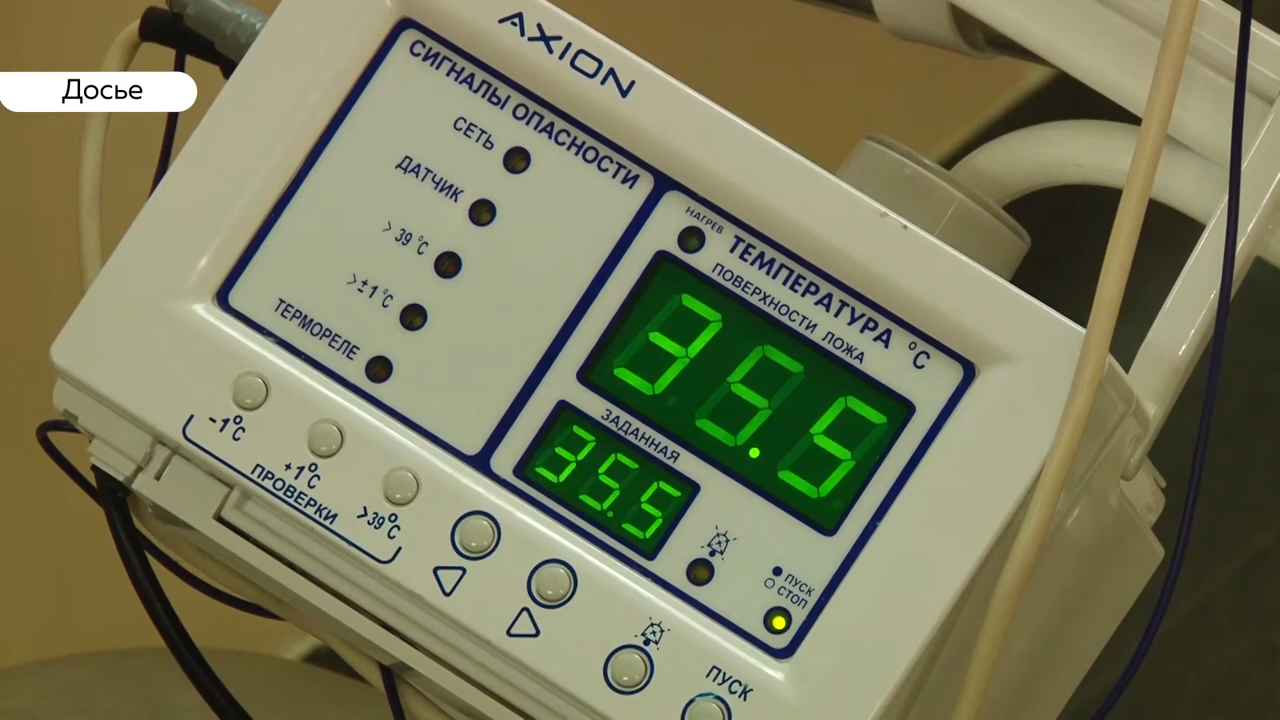 Досье
AXION
СИГНАЛЫ ОПАСНОСТИ
СЕТЬ
ДАТЧИК
> 39 °C
>±1 °C
ТЕРМОРЕЛЕ
НАГРЕВ
ТЕМПЕРАТУРА °C
ПОВЕРХНОСТИ ЛОЖА
35.5
ЗАДАННАЯ
35.5
ПУСК
СТОП
-1°C
+1°C
>39°C
ПРОВЕРКИ
ПУСК